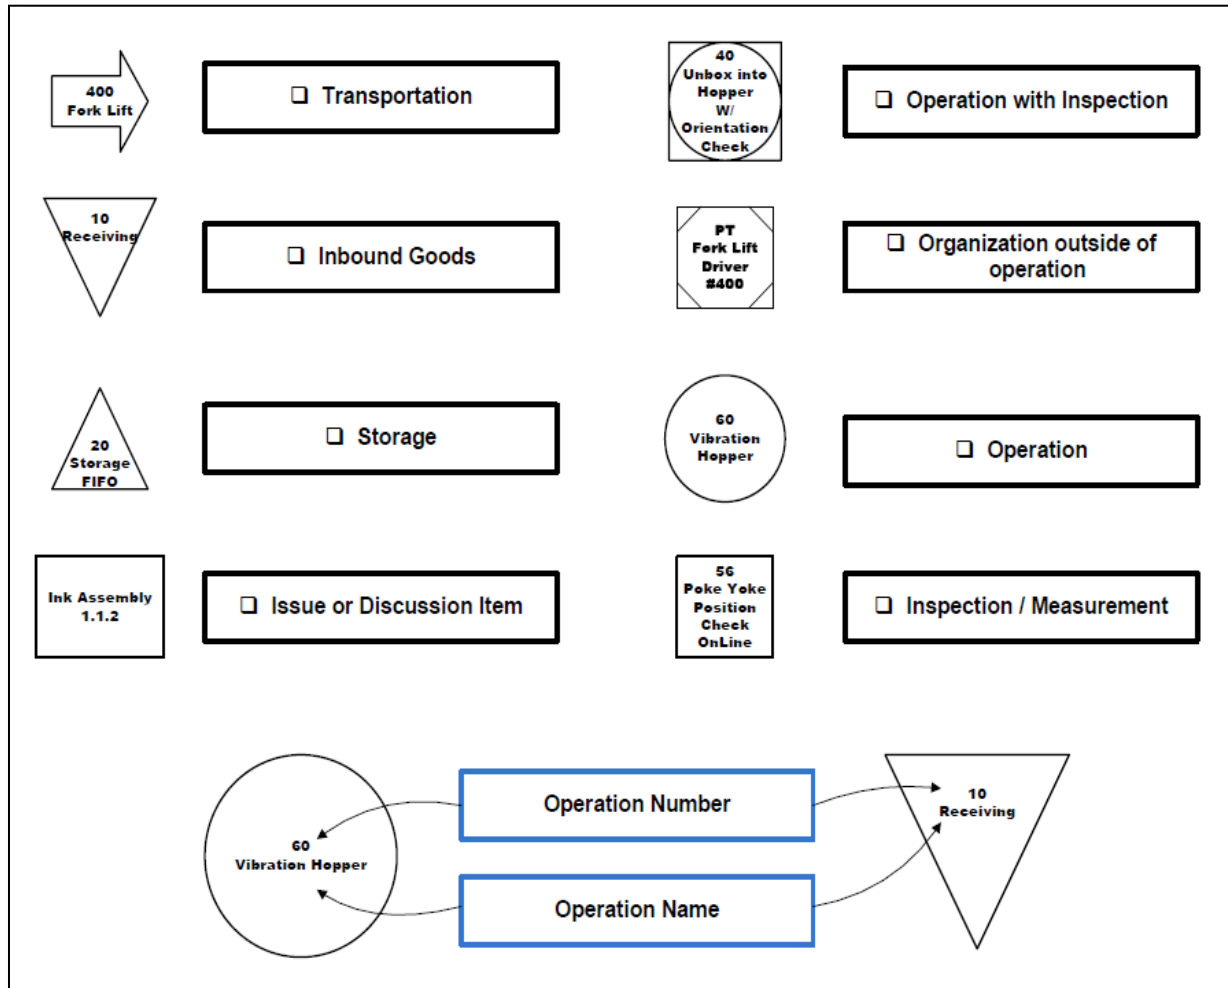 400
Fork Lift
❑ Transportation
40
Unbox into
Hopper
W/
Orientation
Check
❑ Operation with Inspection
10
Receiving
❑ Inbound Goods
PT
Fork Lift
Driver
#400
❑ Organization outside of
operation
20
Storage
FIFO
❑ Storage
60
Vibration
Hopper
❑ Operation
Ink Assembly
1.1.2
❑ Issue or Discussion Item
56
Poke Yoke
Position
Check
OnLine
❑ Inspection / Measurement
60
Vibration Hopper
Operation Number
Operation Name
10
Receiving